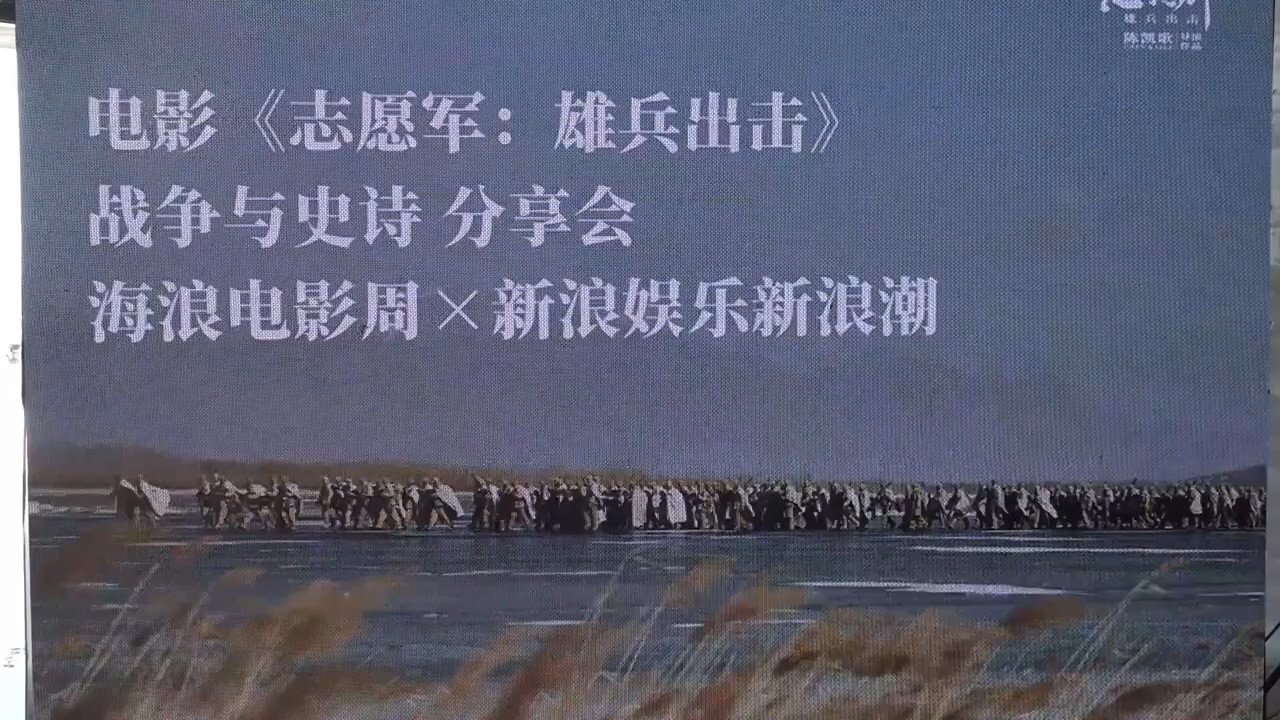 雄兵出击
陈凯歌 导演作品
电影《志愿军：雄兵出击》
战争与史诗 分享会
海浪电影周×新浪娱乐新浪潮